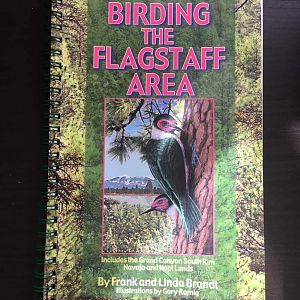 BIRDING
THE
FLAGSTAFF
AREA
Includes the Grand Canyon South Rim
Navajo and Hopi Lands
By Frank and Linda Brandt
Illustrations by Gary Romig